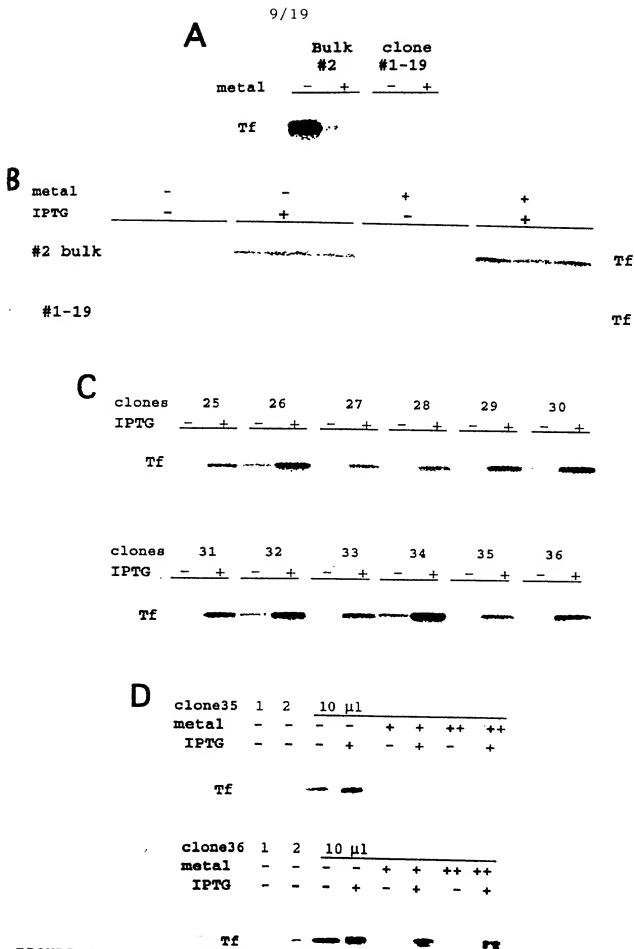 9/19
A
Bulk clone
#2 #1-19
metal - + - +
Tf
B
metal - - + +
IPTG - + - +
#2 bulk Tf
#1-19 Tf
C
clones 25 26 27 28 29 30
IPTG - + - + - + - + - + - +
Tf
clones 31 32 33 34 35 36
IPTG - + - + - + - + - + - +
Tf
D
clone35 1 2 10 µl
metal - - - - + + ++ ++
IPTG - - - + - + - +
Tf
clone36 1 2 10 µl
metal - - - - + + ++ ++
IPTG - - - + - + - +
Tf